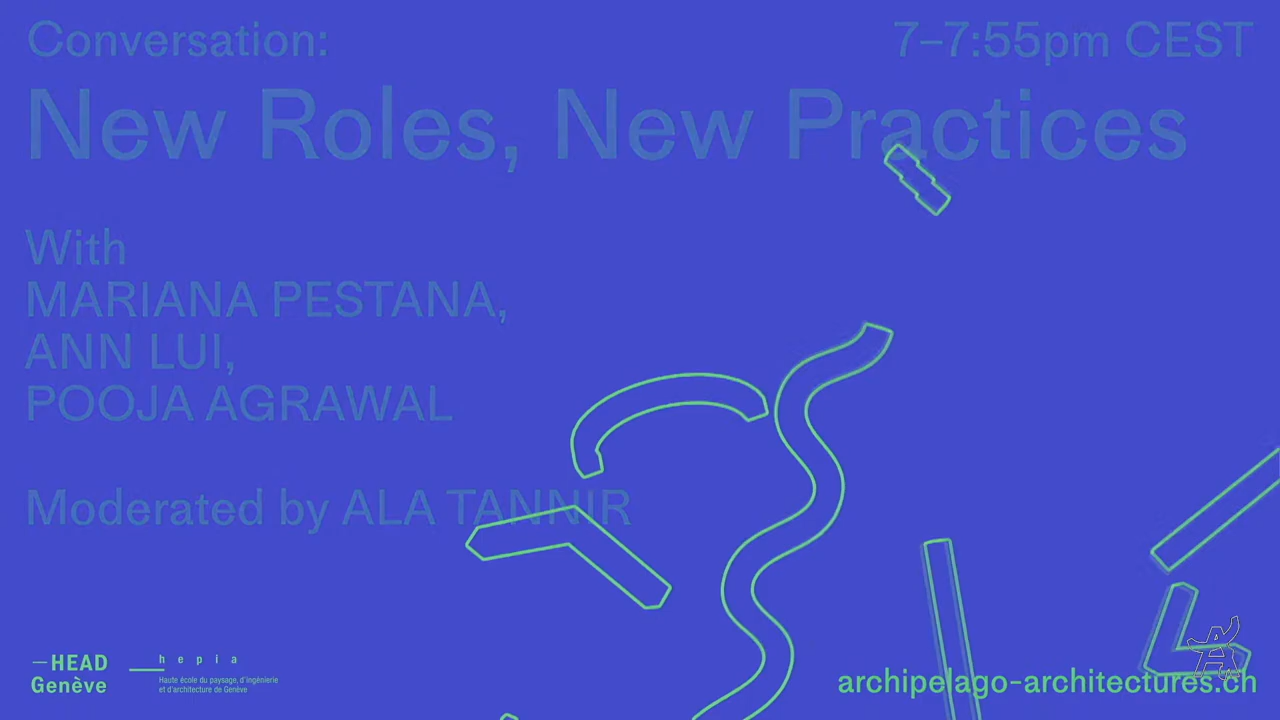 Conversation:
7–7:55pm CEST
New Roles, New Practices
With
MARIANA PESTANA,
ANN LUI,
POOJA AGRAWAL
Moderated by ALA TANNIR
—HEAD
Genève
hepia
Haute école du paysage, d'ingénierie
et d'architecture de Genève
archipelago-architectures.ch